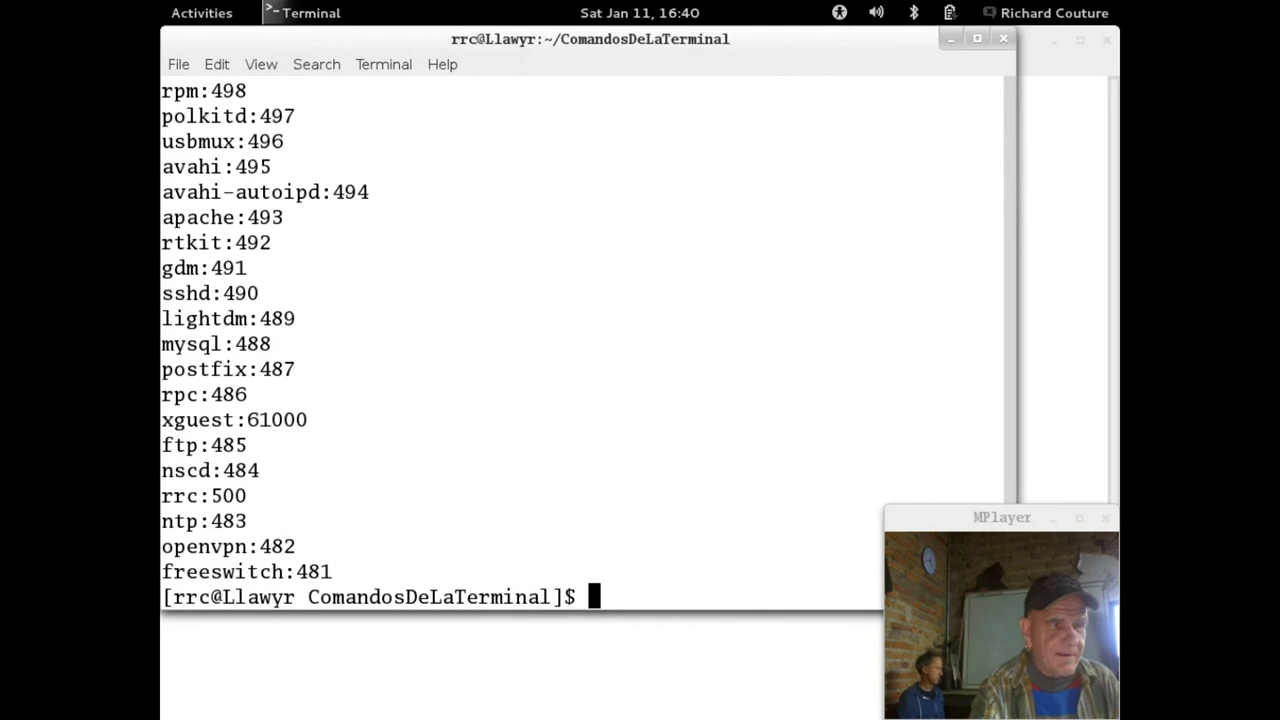 Activities
Terminal
Sat Jan 11, 16:40
Richard Couture
rrc@Llawyr:~/ComandosDeLaTerminal
File Edit View Search Terminal Help
rpm:498
polkitd:497
usbmux:496
avahi:495
avahi-autoipd:494
apache:493
rtkit:492
gdm:491
sshd:490
lightdm:489
mysql:488
postfix:487
rpc:486
xguest:61000
ftp:485
nscd:484
rrc:500
ntp:483
openvpn:482
freeswitch:481
[rrc@Llawyr ComandosDeLaTerminal]$
MPlayer